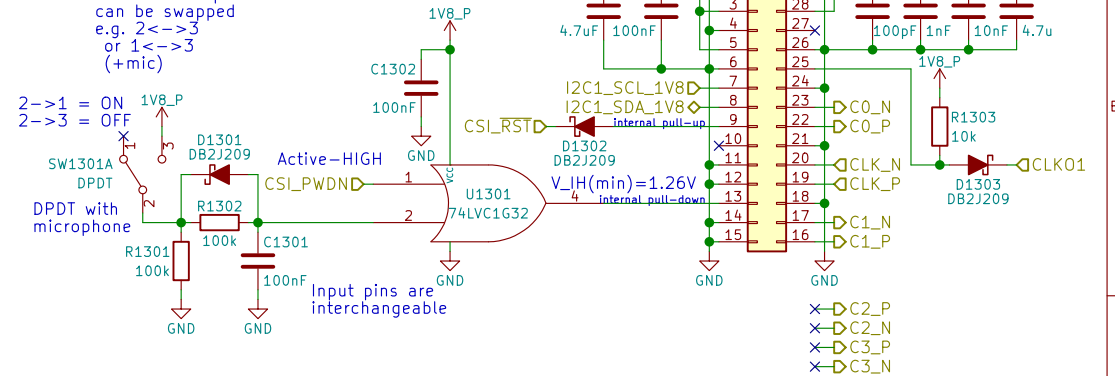 can be swapped
e.g. 2<->3
or 1<->3
(+mic)
2->1 = ON
2->3 = OFF
1V8_P
1
3
2
SW1301A
DPDT
DPDT with
microphone
D1301
DB2J209
R1302
100k
R1301
100k
GND
C1301
100nF
GND
Active-HIGH
CSI_PWDN
Input pins are
interchangeable
1V8_P
C1302
100nF
GND
1
2
VCC
U1301
74LVC1G32
4
GND
V_IH(min)=1.26V
internal pull-down
CSI_RST
D1302
DB2J209
internal pull-up
I2C1_SCL_1V8
I2C1_SDA_1V8
4.7uF
100nF
3
4
5
6
7
8
9
10
11
12
13
14
15
GND
28
27
26
25
24
23
22
21
20
19
18
17
16
GND
100pF
1nF
10nF
4.7u
1V8_P
R1303
10k
D1303
DB2J209
CLKO1
C0_N
C0_P
CLK_N
CLK_P
C1_N
C1_P
C2_P
C2_N
C3_P
C3_N